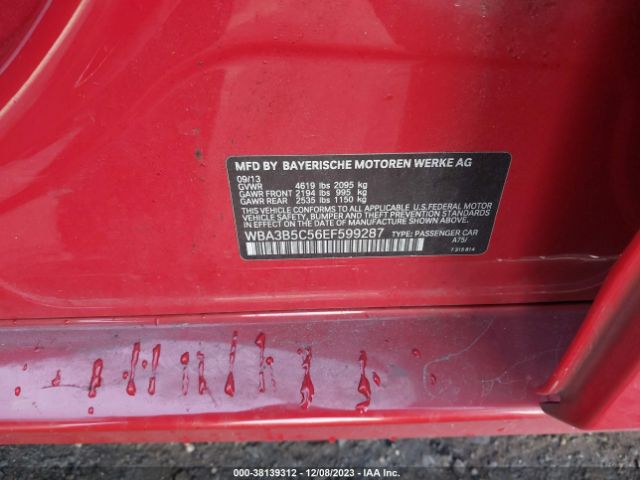 MFD BY BAYERISCHE MOTOREN WERKE AG
09/13
GVWR 4619 lbs 2095 kg
GAWR FRONT 2194 lbs 995 kg
GAWR REAR 2535 lbs 1150 kg
THIS VEHICLE CONFORMS TO ALL APPLICABLE U.S.FEDERAL MOTOR
VEHICLE SAFETY, BUMPER AND THEFT PREVENTION STANDARDS
IN EFFECT ON THE DATE OF MANUFACTURE SHOWN ABOVE.
WBA3B5C56EF599287 TYPE: PASSENGER CAR
A75/
7 315 814
000-38139312 - 12/08/2023 - IAA Inc.